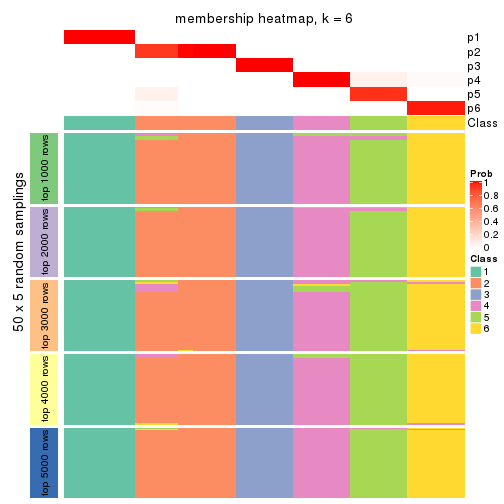 membership heatmap, k = 6
p1
p2
p3
p4
p5
p6
Class
50 x 5 random samplings
top 1000 rows
top 2000 rows
top 3000 rows
top 4000 rows
top 5000 rows
Prob
1
0.8
0.6
0.4
0.2
0
Class
1
2
3
4
5
6